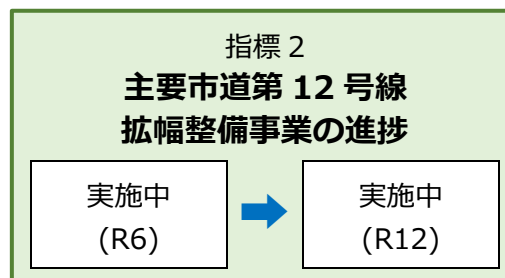 指標２
主要市道第 12 号線
拡幅整備事業の進捗
実施中
(R6)
実施中
(R12)